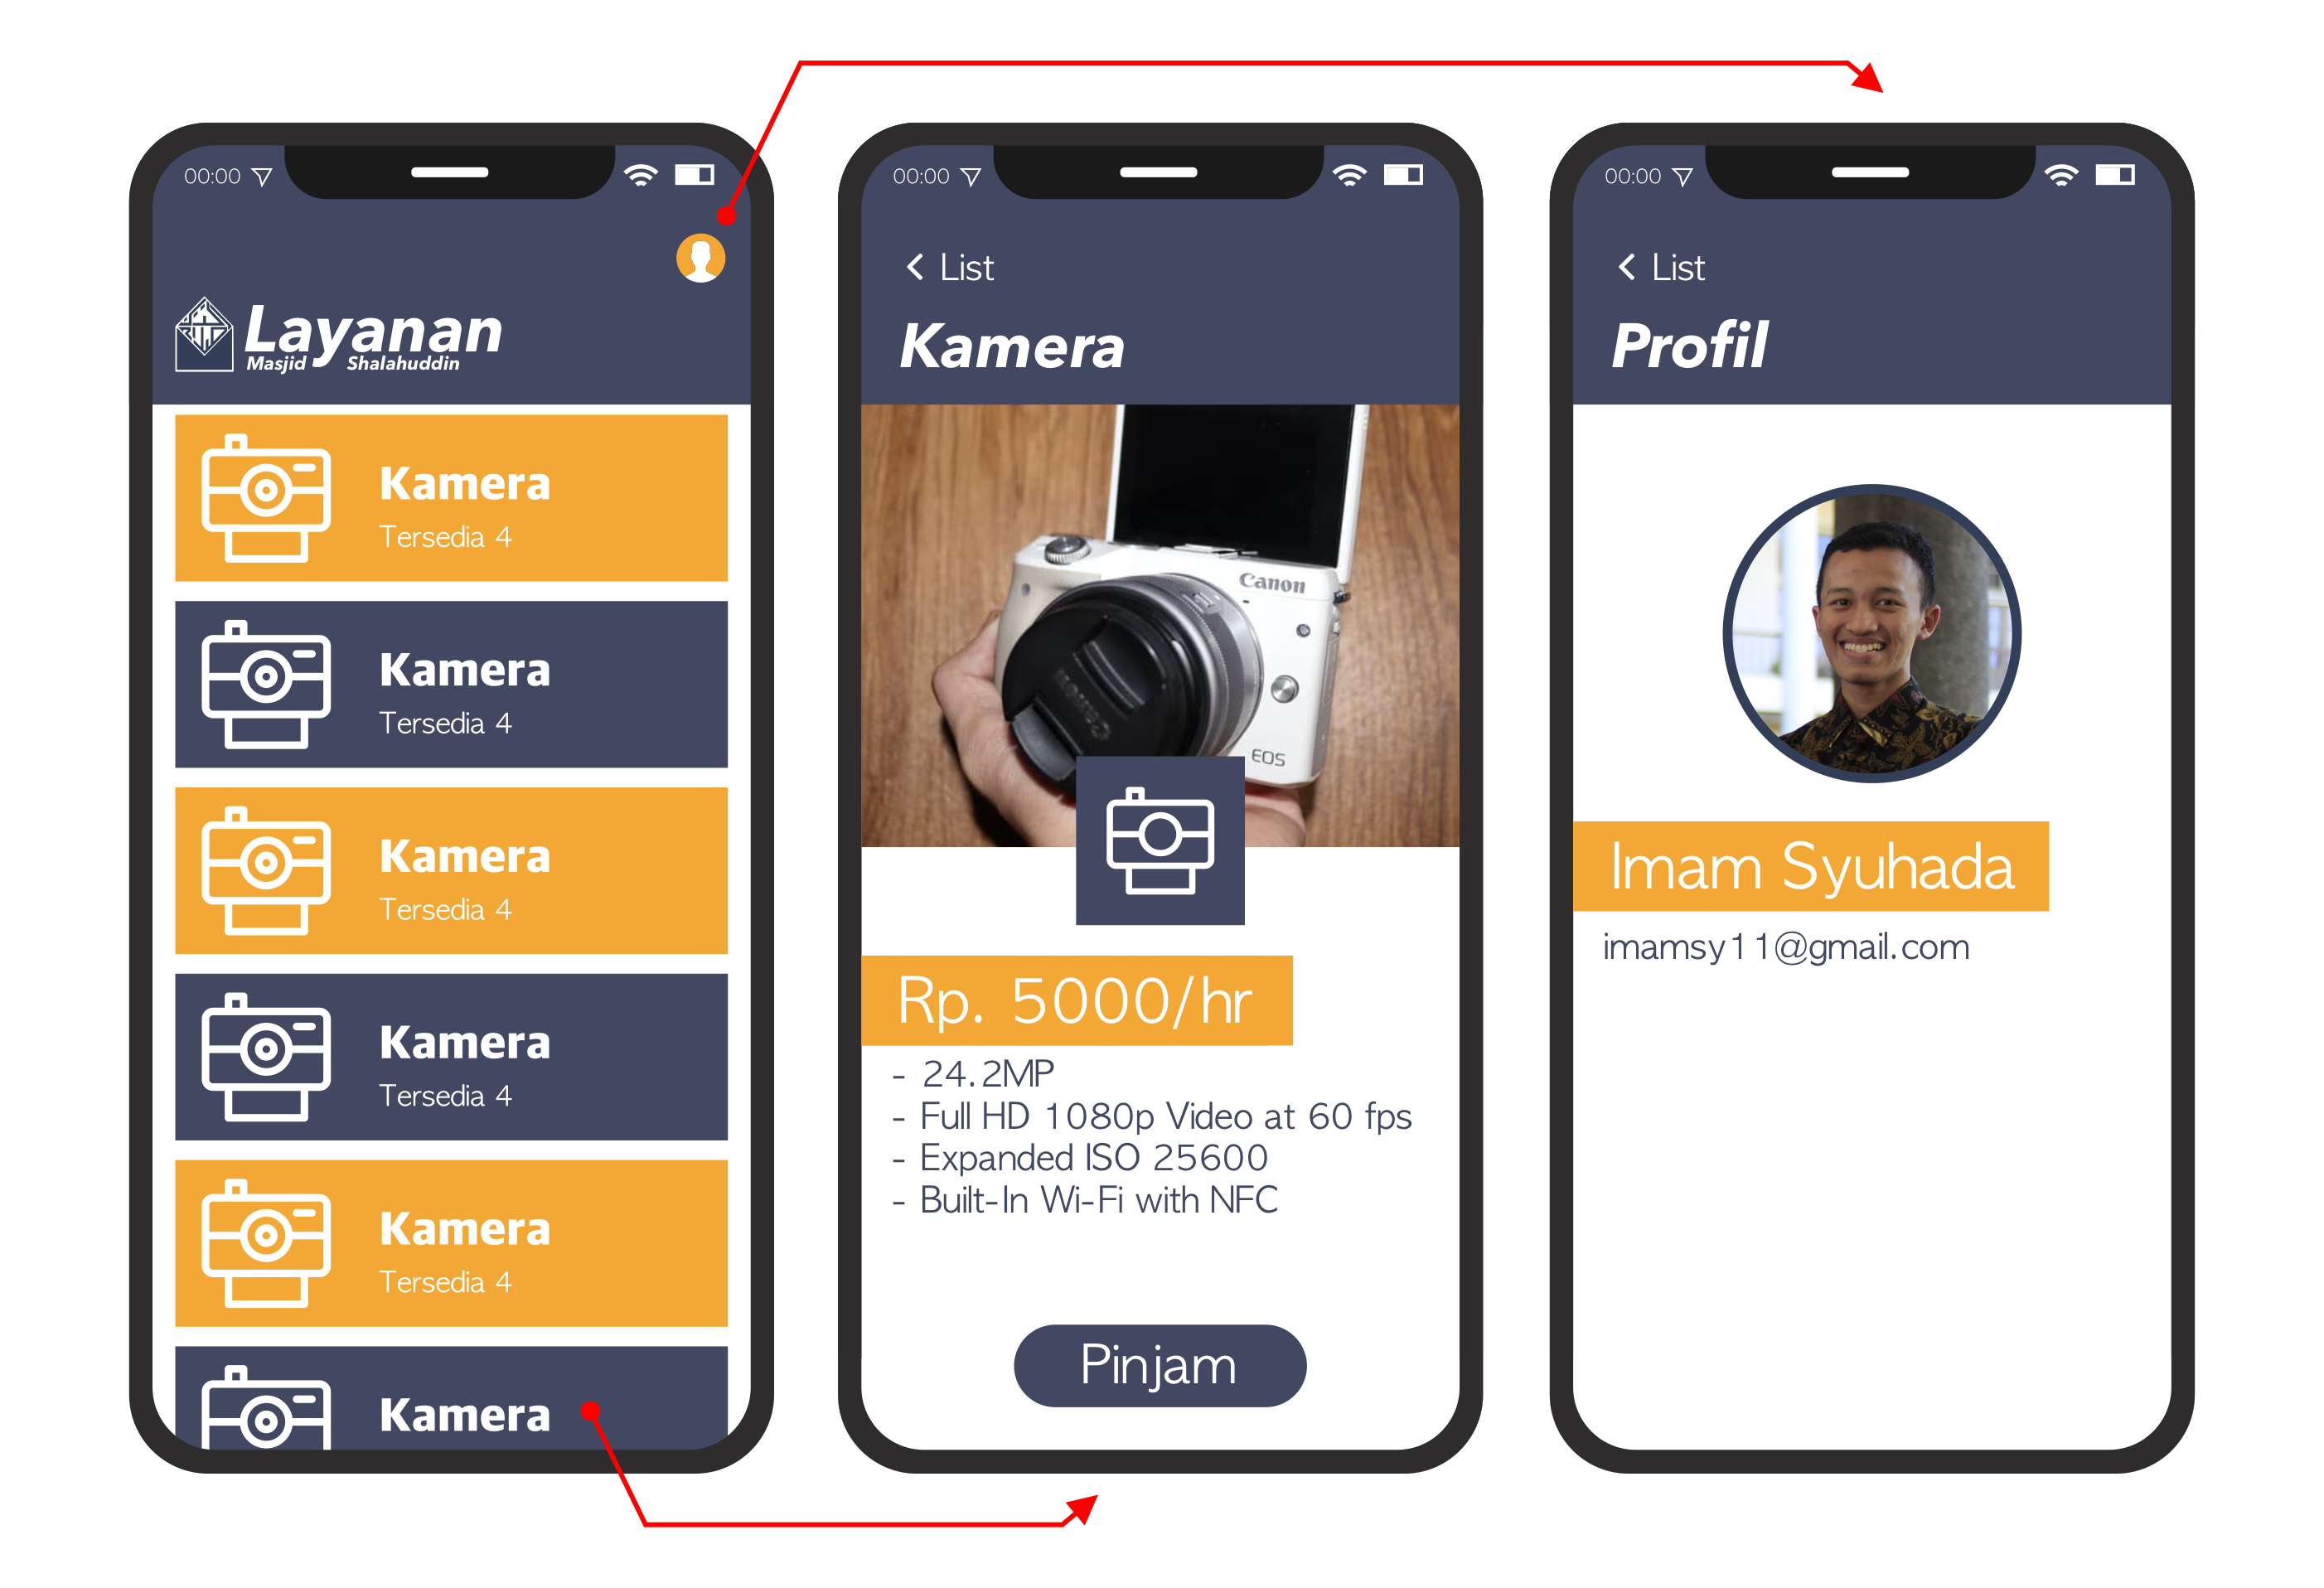 00:00
Layanan
Masjid Shalahuddin
Kamera
Tersedia 4
Kamera
Tersedia 4
Kamera
Tersedia 4
Kamera
Tersedia 4
Kamera
Tersedia 4
Kamera
00:00
List
Kamera
Canon
Canon
EOS
Rp. 5000/hr
- 24.2MP
- Full HD 1080p Video at 60 fps
- Expanded ISO 25600
- Built-In Wi-Fi with NFC
Pinjam
00:00
List
Profil
Imam Syuhada
imamsy11@gmail.com